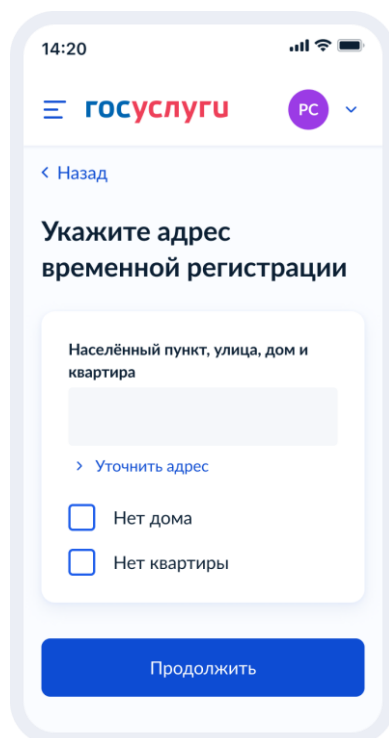 14:20
госуслуги
РС
Назад
Укажите адрес
временной регистрации
Населённый пункт, улица, дом и
квартира
Уточнить адрес
Нет дома
Нет квартиры
Продолжить